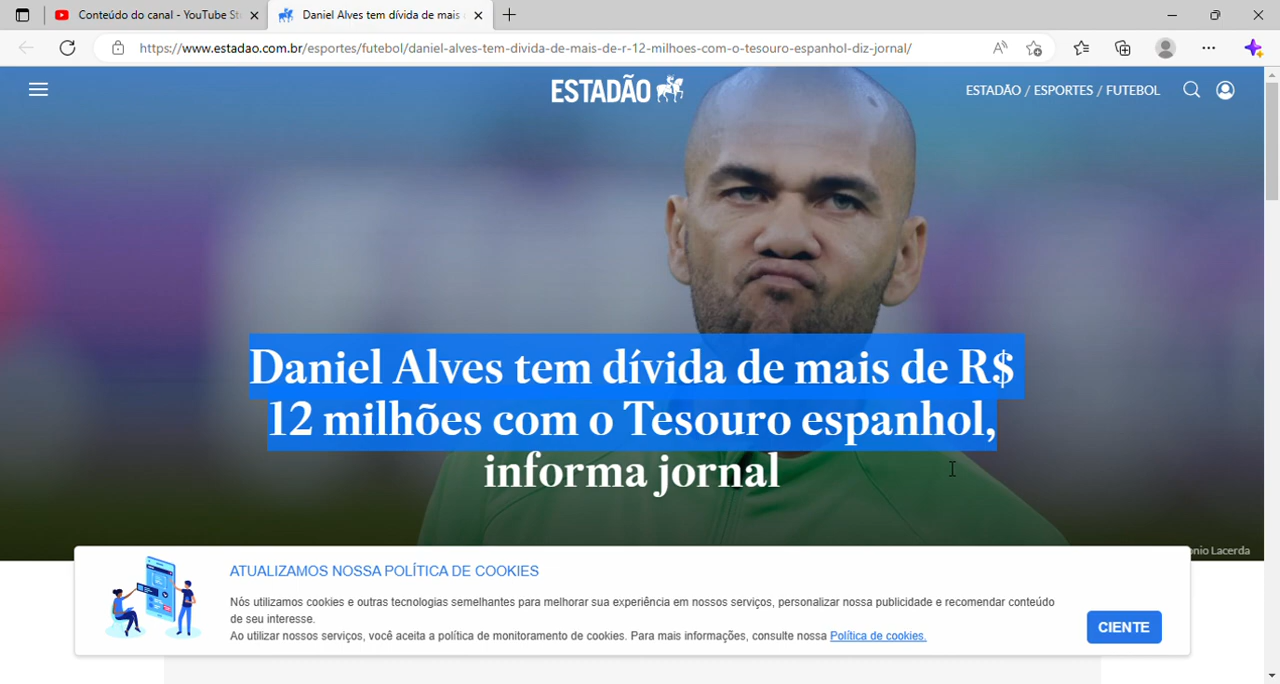 Conteúdo do canal - YouTube St
Daniel Alves tem dívida de mais
https://www.estadao.com.br/esportes/futebol/daniel-alves-tem-divida-de-mais-de-r-12-milhoes-com-o-tesouro-espanhol-diz-jornal/
ESTADÃO
ESTADÃO / ESPORTES / FUTEBOL
Daniel Alves tem dívida de mais de R$
12 milhões com o Tesouro espanhol,
informa jornal
onio Lacerda
ATUALIZAMOS NOSSA POLÍTICA DE COOKIES
Nós utilizamos cookies e outras tecnologias semelhantes para melhorar sua experiência em nossos serviços, personalizar nossa publicidade e recomendar conteúdo
de seu interesse.
Ao utilizar nossos serviços, você aceita a política de monitoramento de cookies. Para mais informações, consulte nossa Política de cookies.
CIENTE